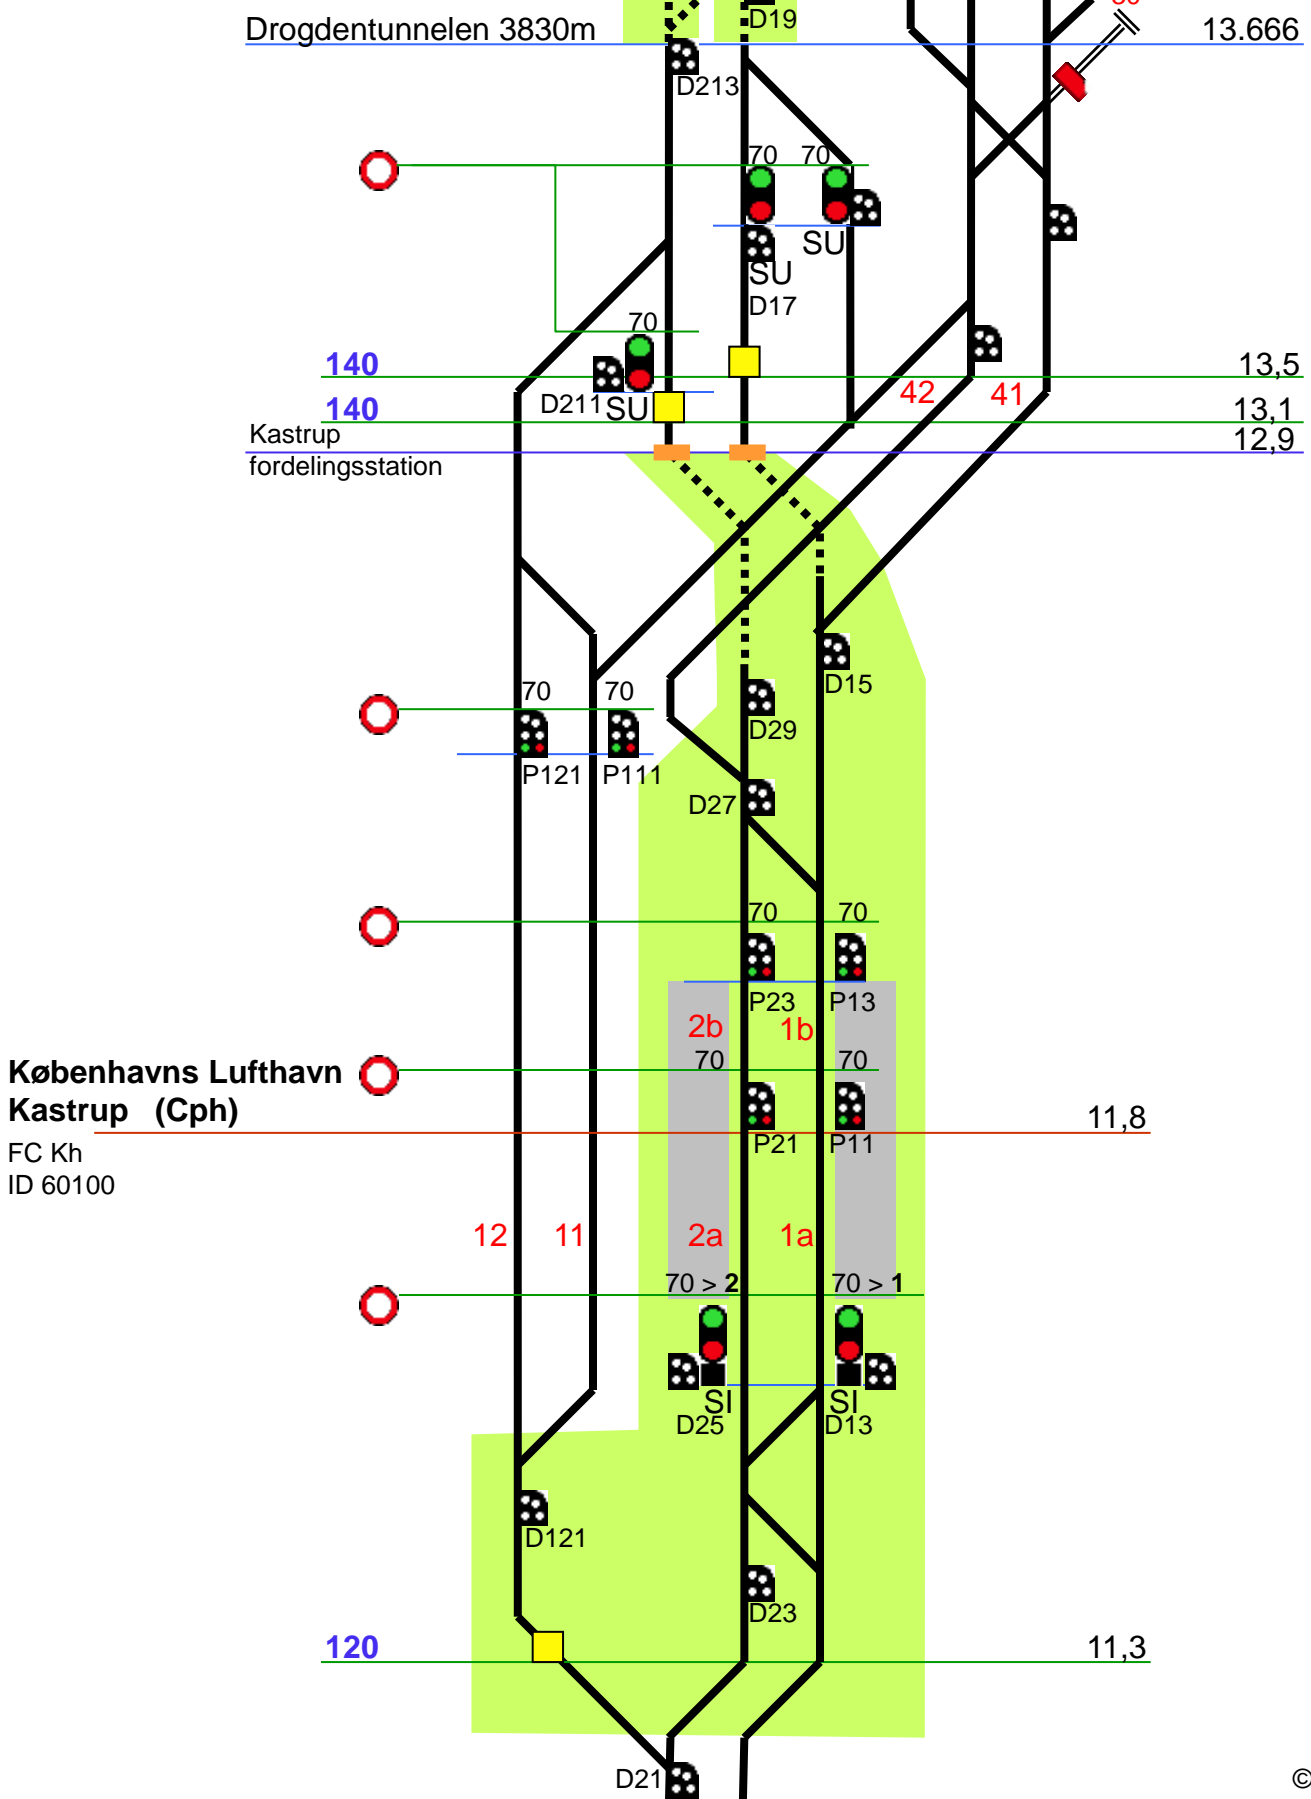 D19
Drogdentunnelen 3830m
13.666
D213
70
70
SU
SU
D17
70
140
13,5
42
41
D211
SU
140
13,1
Kastrup
12,9
fordelingsstation
D15
70
70
D29
P121
P111
D27
70
70
P23
P13
2b
1b
70
70
Københavns Lufthavn
Kastrup (Cph)
11,8
P21
P11
FC Kh
ID 60100
12
11
2a
1a
70 > 2
70 > 1
SI
SI
D25
D13
D121
D23
120
11,3
D21
©